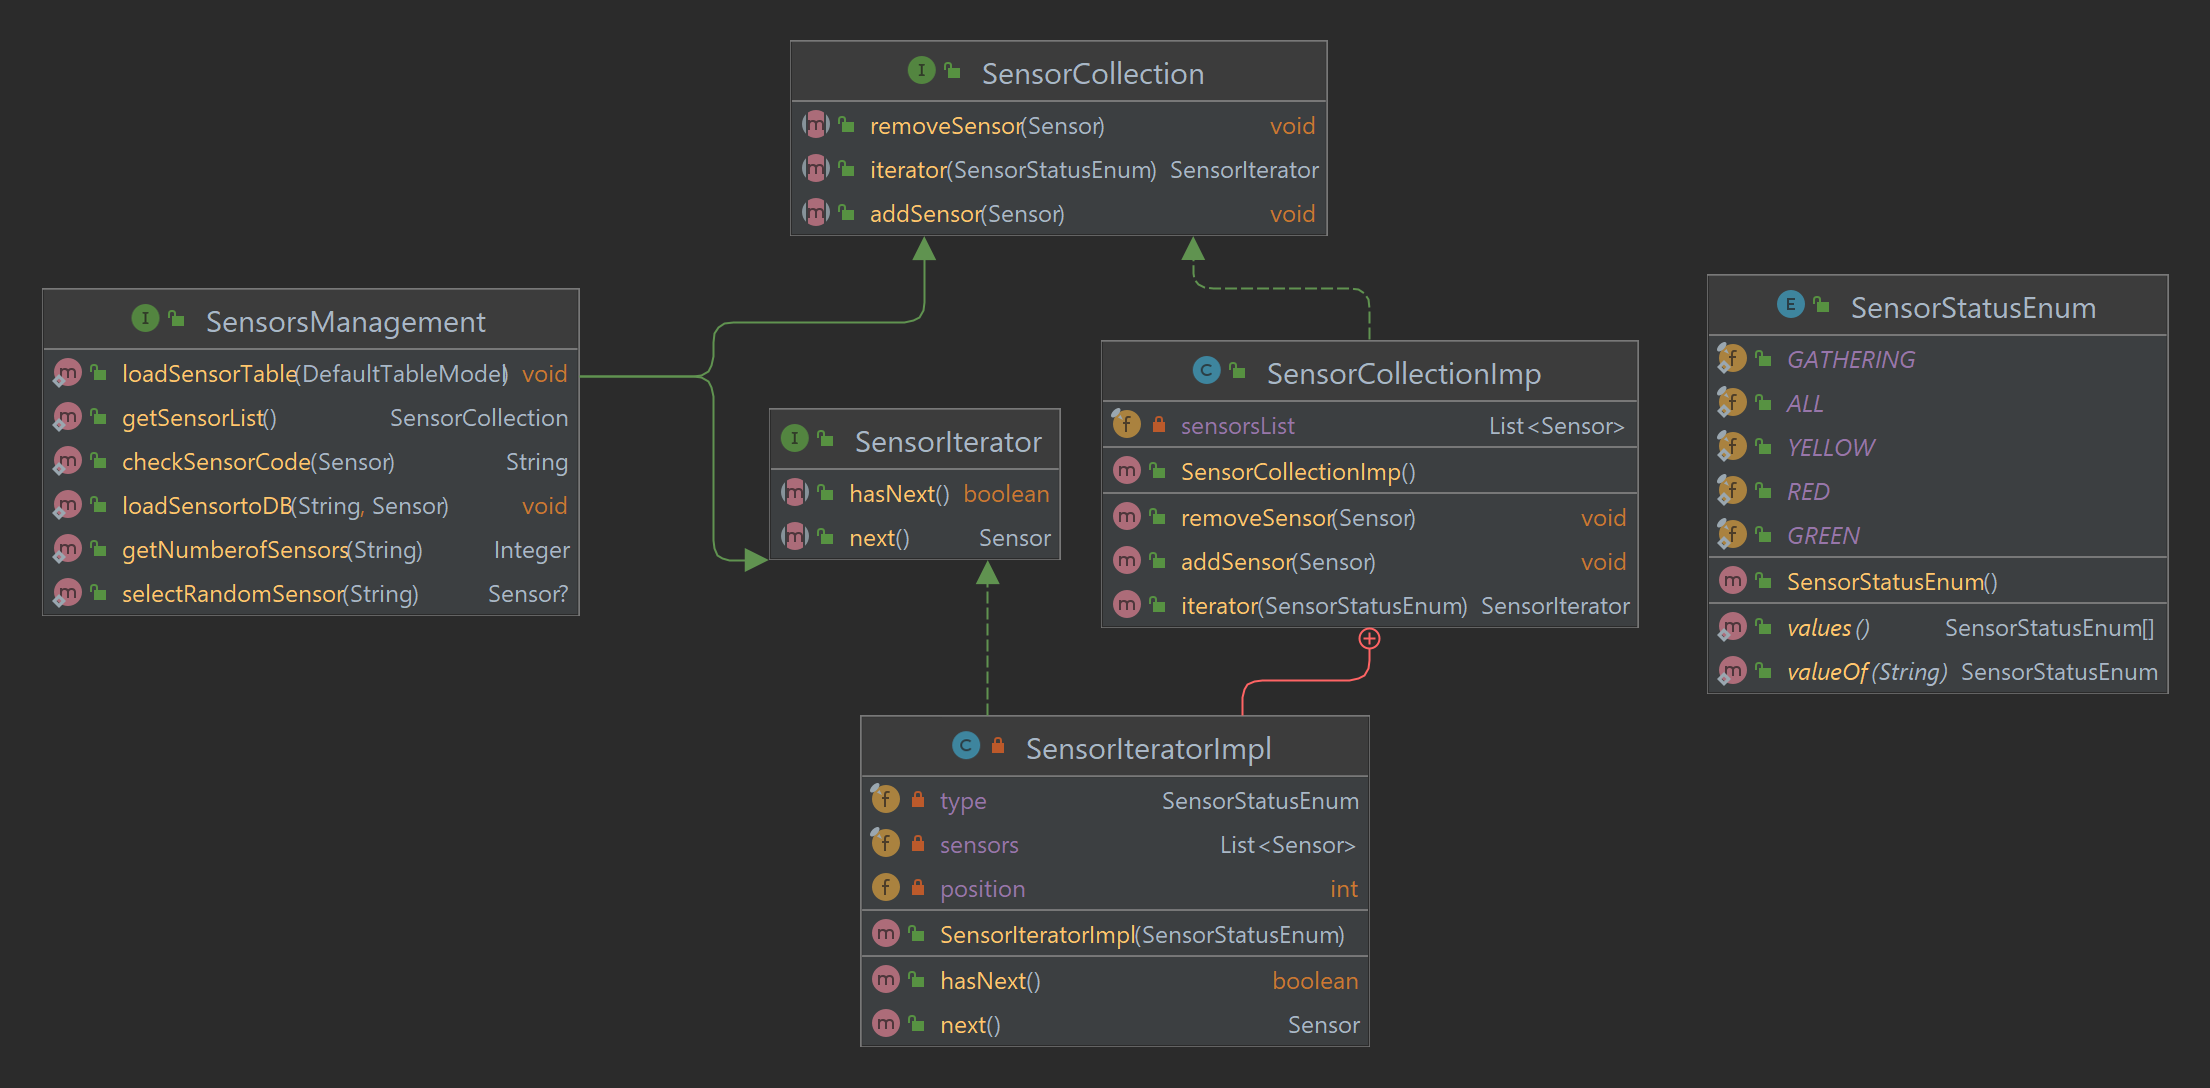 SensorCollection
removeSensor(Sensor) void
iterator(SensorStatusEnum) SensorIterator
addSensor(Sensor) void
SensorsManagement
loadSensorTable(DefaultTableModel) void
getSensorList() SensorCollection
checkSensorCode(Sensor) String
loadSensortoDB(String, Sensor) void
getNumberofSensors(String) Integer
selectRandomSensor(String) Sensor?
SensorIterator
hasNext() boolean
next() Sensor
SensorCollectionImp
sensorsList List<Sensor>
SensorCollectionImp()
removeSensor(Sensor) void
addSensor(Sensor) void
iterator(SensorStatusEnum) SensorIterator
SensorStatusEnum
GATHERING
ALL
YELLOW
RED
GREEN
SensorStatusEnum()
values() SensorStatusEnum[]
valueOf(String) SensorStatusEnum
SensorIteratorImpl
type SensorStatusEnum
sensors List<Sensor>
position int
SensorIteratorImpl(SensorStatusEnum)
hasNext() boolean
next() Sensor